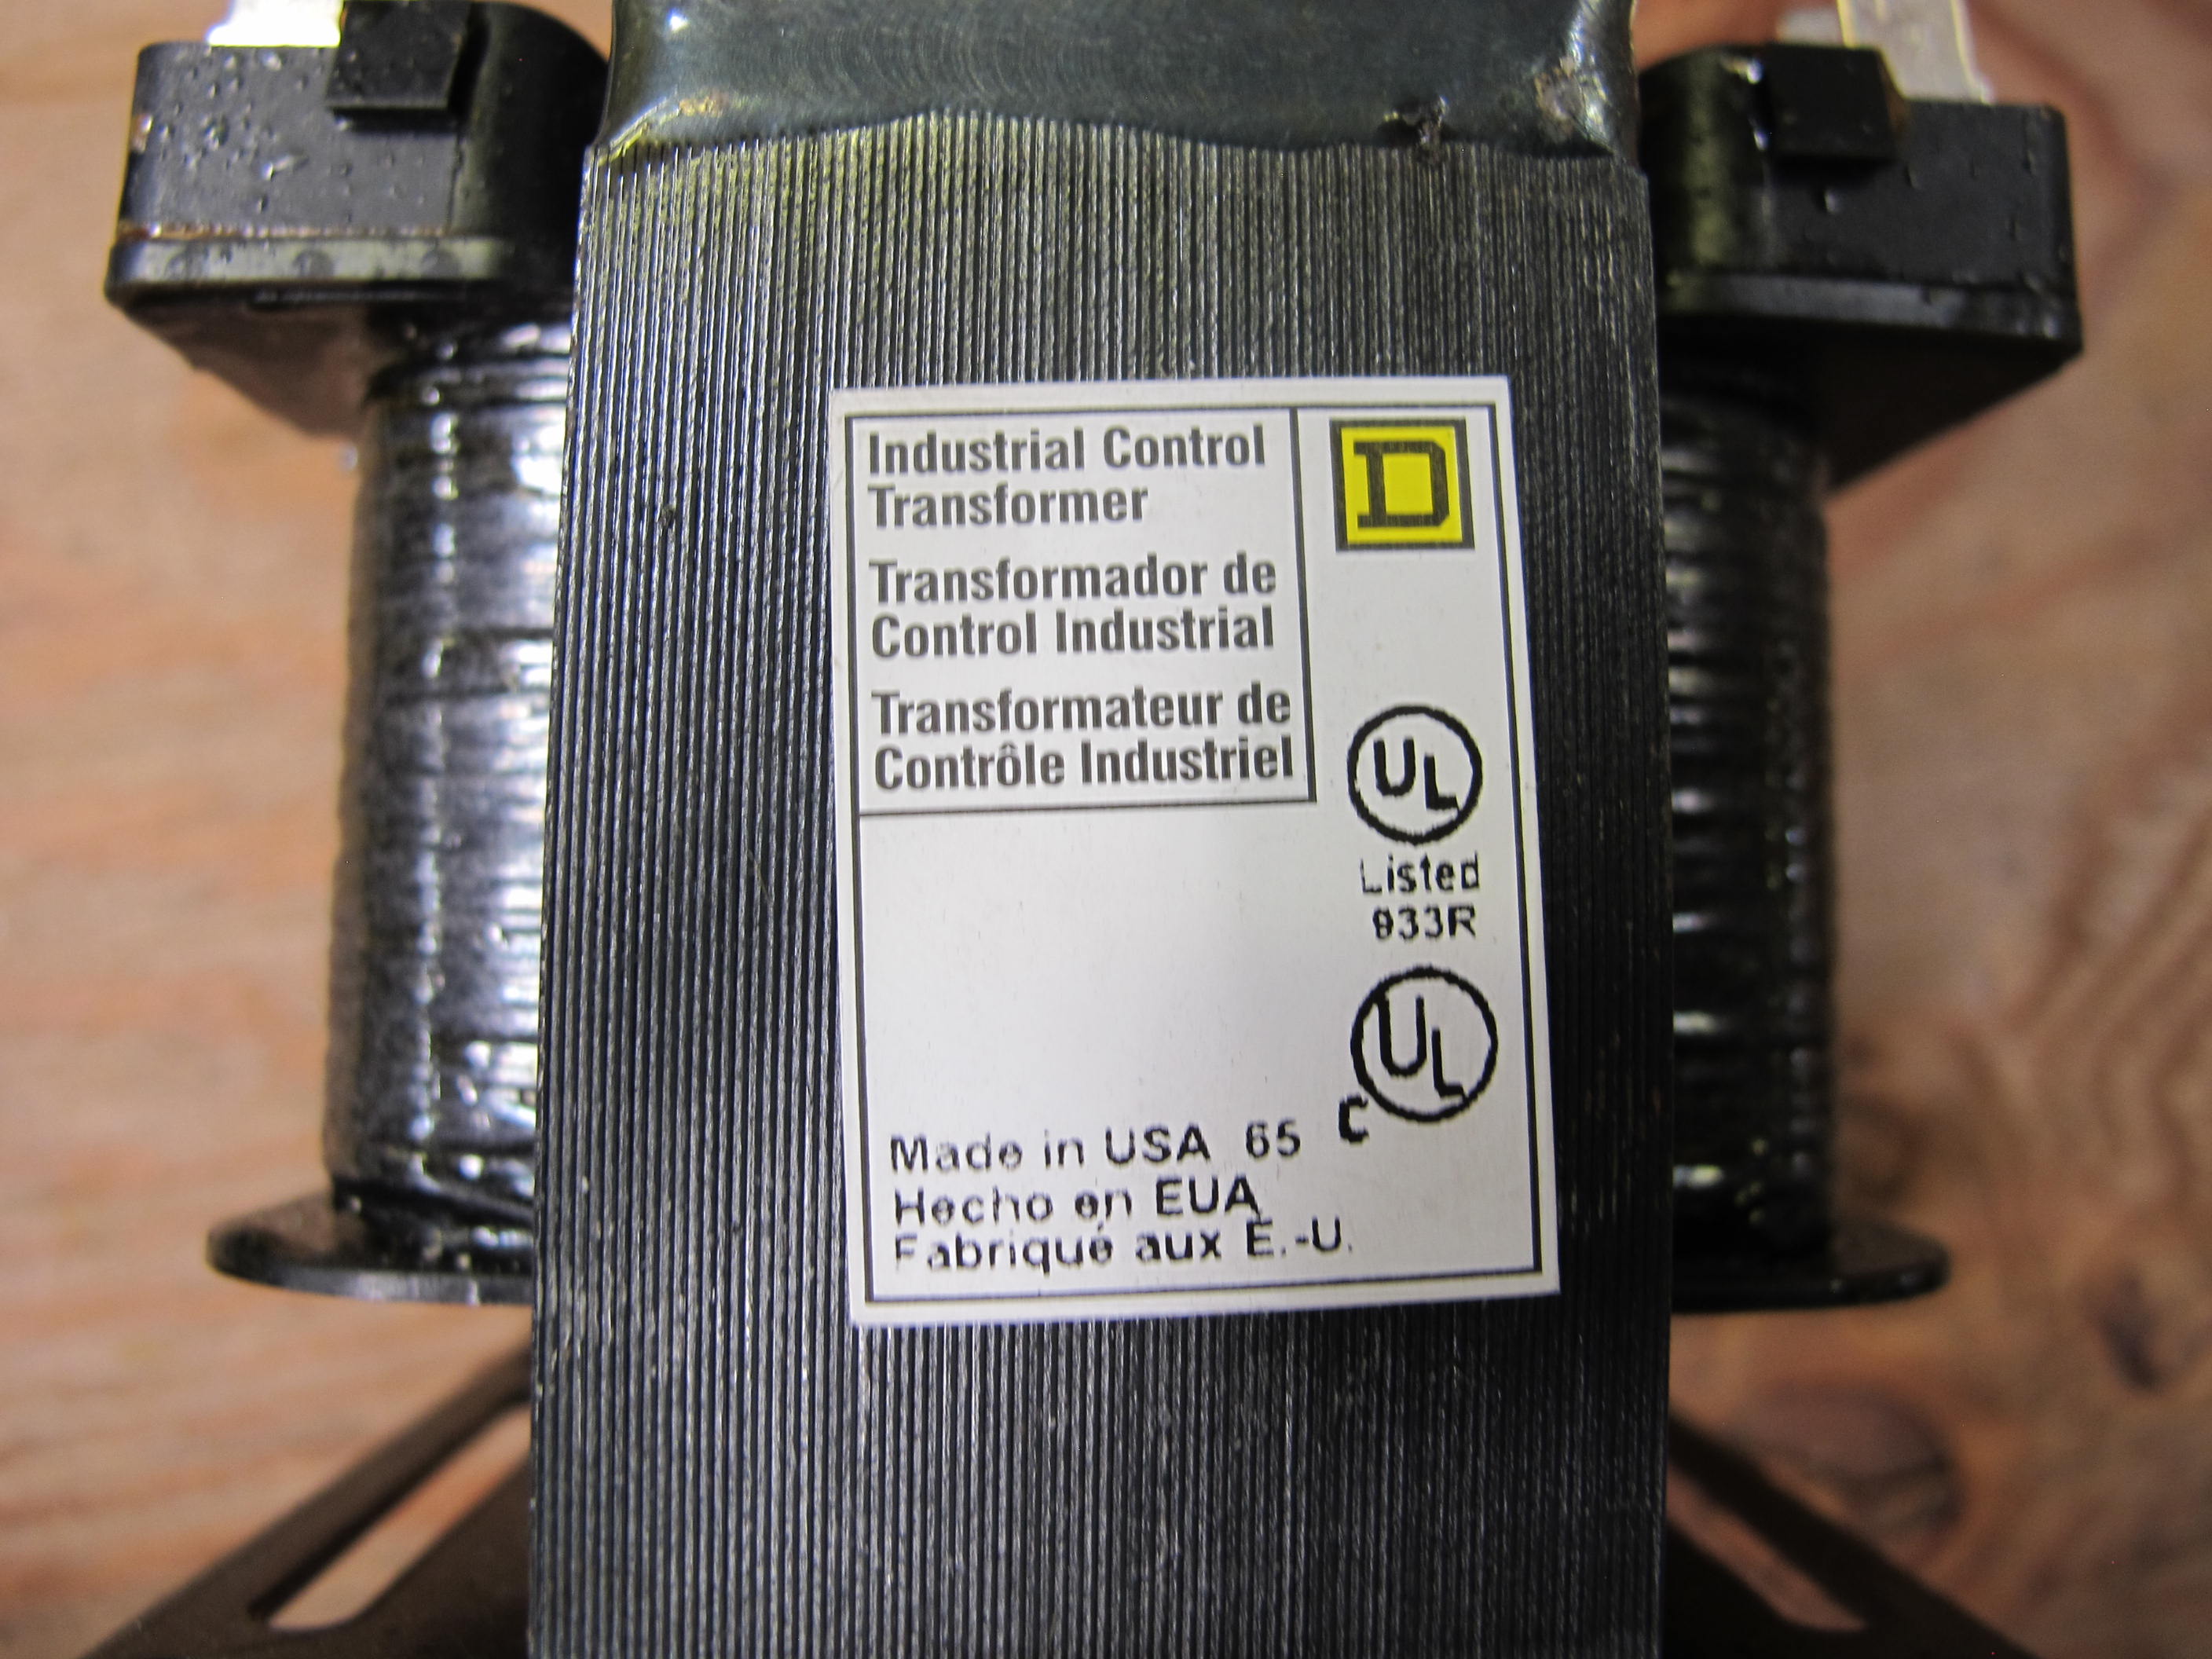 Industrial Control
Transformer
Transformador de
Control Industrial
Transformateur de
Contrôle Industriel
D
UL
Listed
933R
C UL
Made in USA 65
Hecho en EUA
Fabriqué aux É.-U.